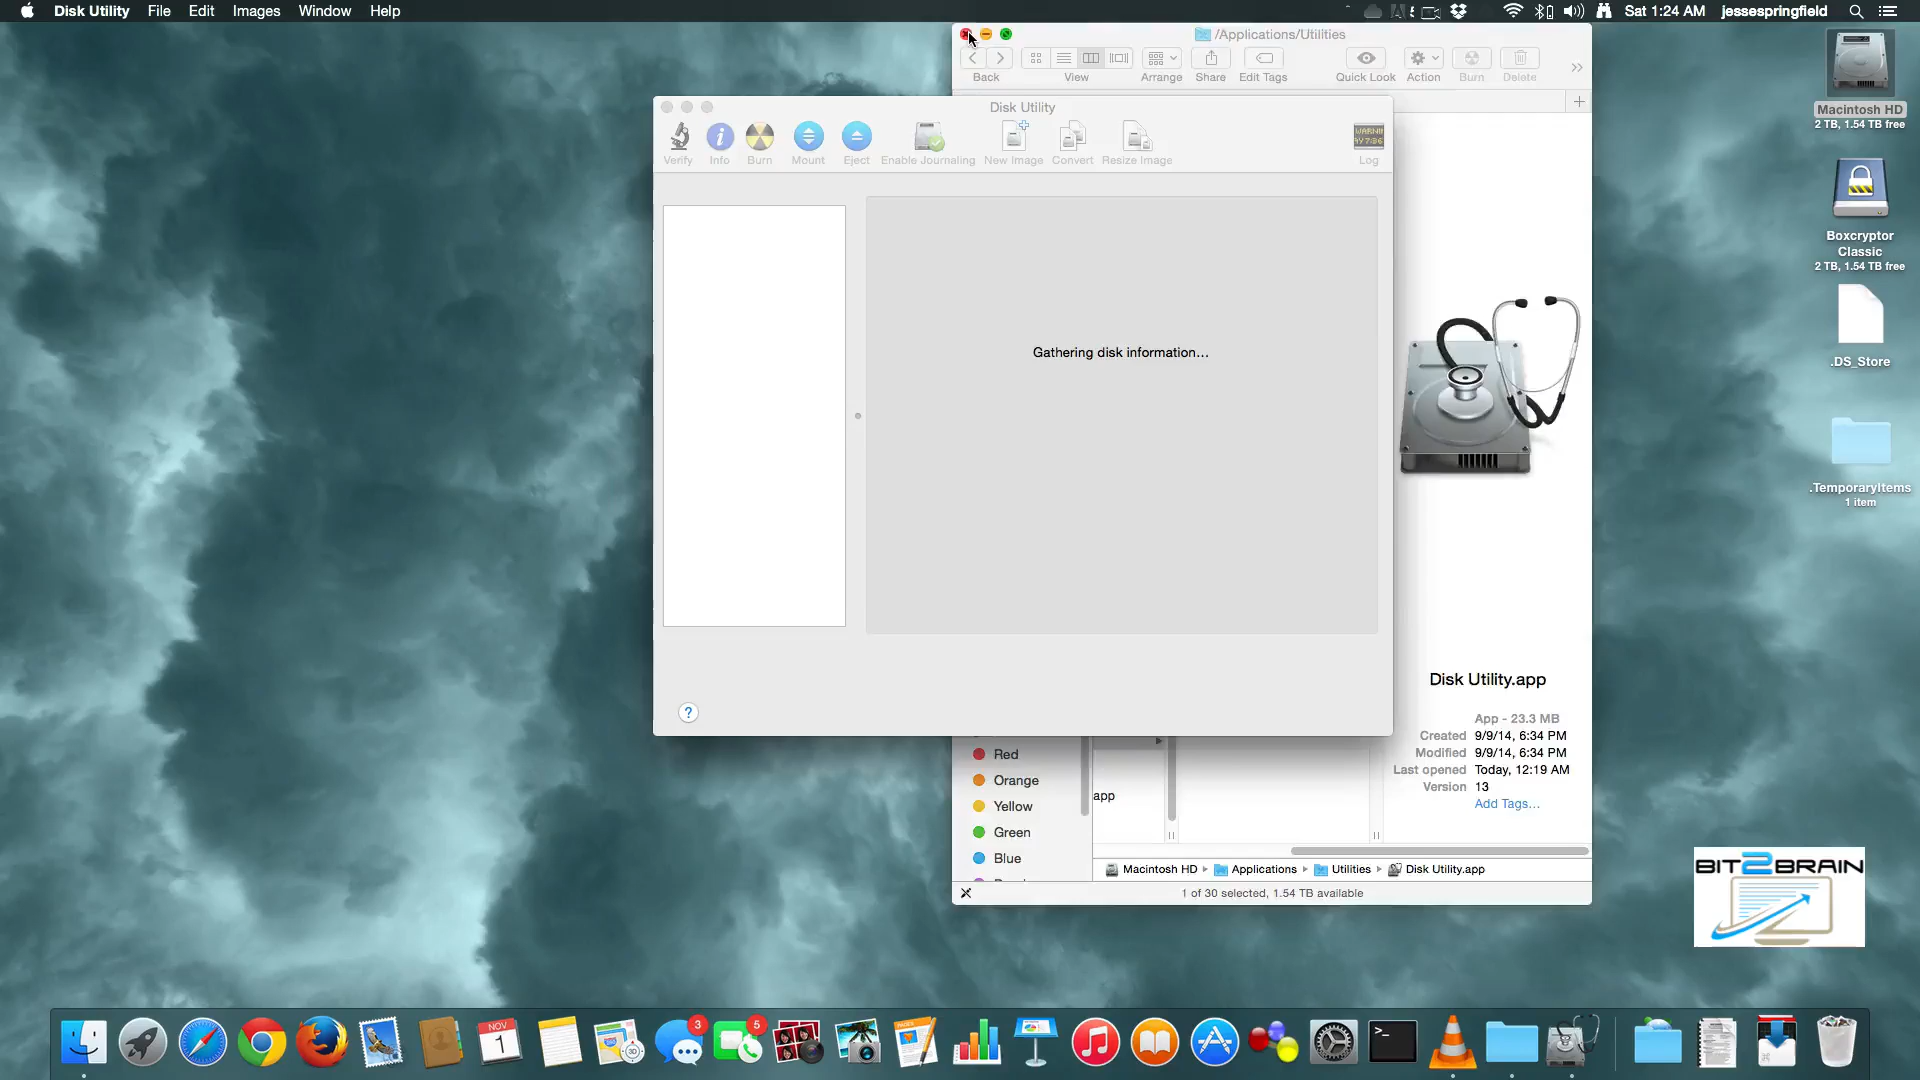 Disk Utility File Edit Images Window Help
Sat 1:24 AM jessespringfield
/Applications/Utilities
Back View Arrange Share Edit Tags Quick Look Action Burn Delete
Disk Utility
Verify Info Burn Mount Eject Enable Journaling New Image Convert Resize Image Log
Gathering disk information...
?
Disk Utility.app
App - 23.3 MB
Created 9/9/14, 6:34 PM
Modified 9/9/14, 6:34 PM
Last opened Today, 12:19 AM
Version 13
Add Tags...
Red
Orange
Yellow
Green
Blue
app
Macintosh HD Applications Utilities Disk Utility.app
1 of 30 selected, 1.54 TB available
Macintosh HD
2 TB, 1.54 TB free
Boxcryptor
Classic
2 TB, 1.54 TB free
.DS_Store
.TemporaryItems
1 item
BIT2BRAIN
NOV
1
3D
3
5
PAGES
>_